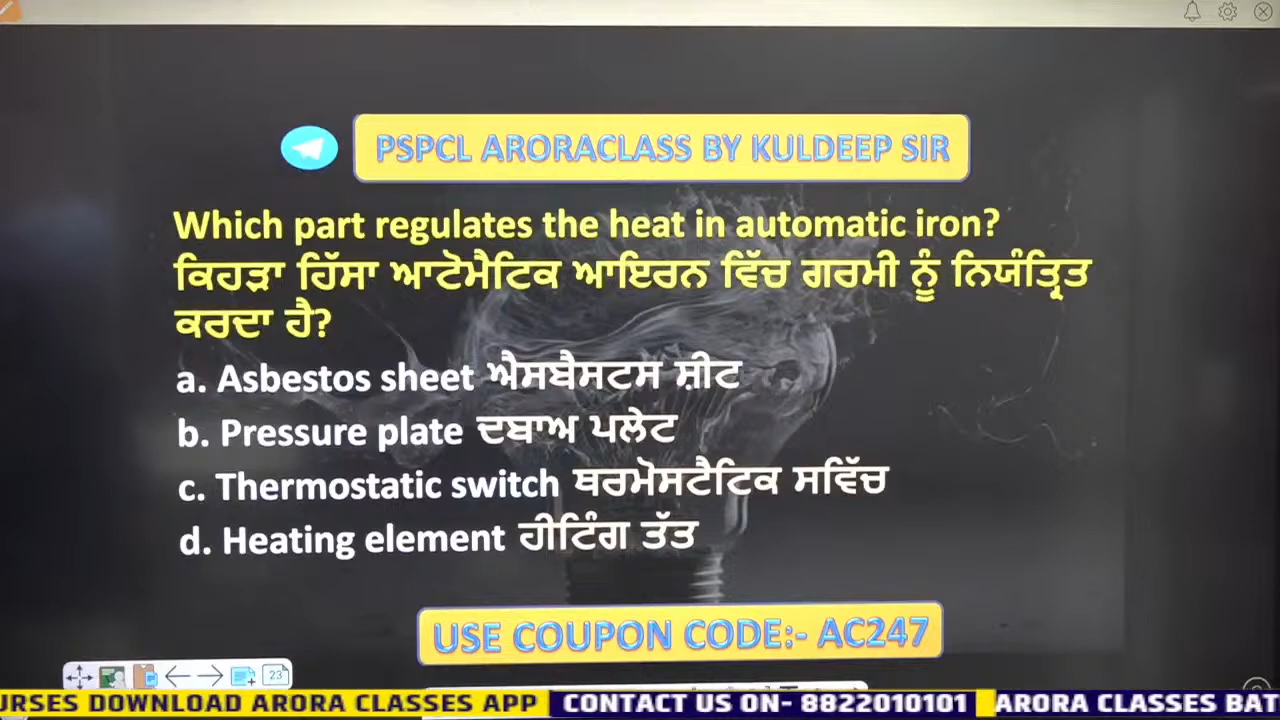 PSPCL ARORACLASS BY KULDEEP SIR
Which part regulates the heat in automatic iron?
ਕਿਹੜਾ ਹਿੱਸਾ ਆਟੋਮੈਟਿਕ ਆਇਰਨ ਵਿੱਚ ਗਰਮੀ ਨੂੰ ਨਿਯੰਤ੍ਰਿਤ
ਕਰਦਾ ਹੈ?
a. Asbestos sheet ਐਸਬੈਸਟਸ ਸ਼ੀਟ
b. Pressure plate ਦਬਾਅ ਪਲੇਟ
c. Thermostatic switch ਥਰਮੋਸਟੈਟਿਕ ਸਵਿੱਚ
d. Heating element ਹੀਟਿੰਗ ਤੱਤ
USE COUPON CODE:- AC247
23
URSES DOWNLOAD ARORA CLASSES APP CONTACT US ON- 8822010101 ARORA CLASSES BAT